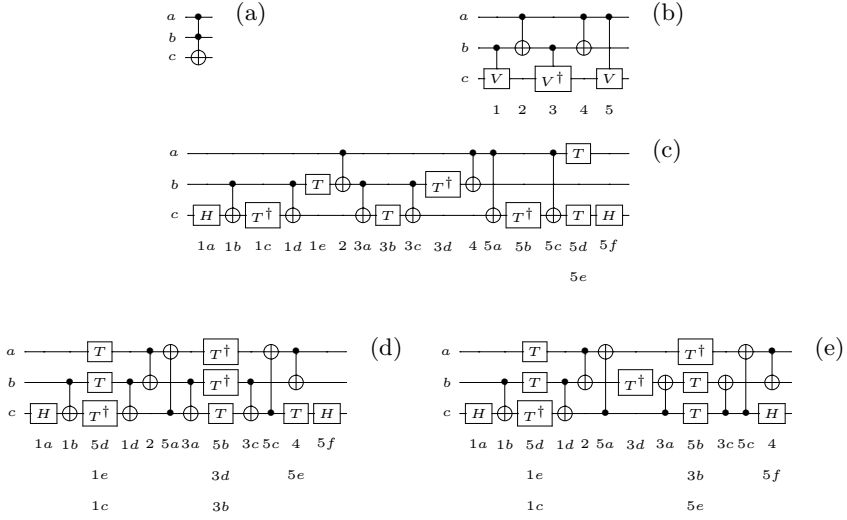 a (a) a (b)
b b
c c V V† V
1 2 3 4 5
a T (c)
b T T†
c H T† T T† T H
1a 1b 1c 1d 1e 2 3a 3b 3c 3d 4 5a 5b 5c 5d 5f
5e
a T T† (d) a T T† (e)
b T T† b T T† T
c H T† T T H c H T† T H
1a 1b 5d 1d 2 5a 3a 5b 3c 5c 4 5f 1a 1b 5d 1d 2 5a 3d 3a 5b 3c 5c 4
1e 3d 5e 1e 3b 5f
1c 3b 1c 5e